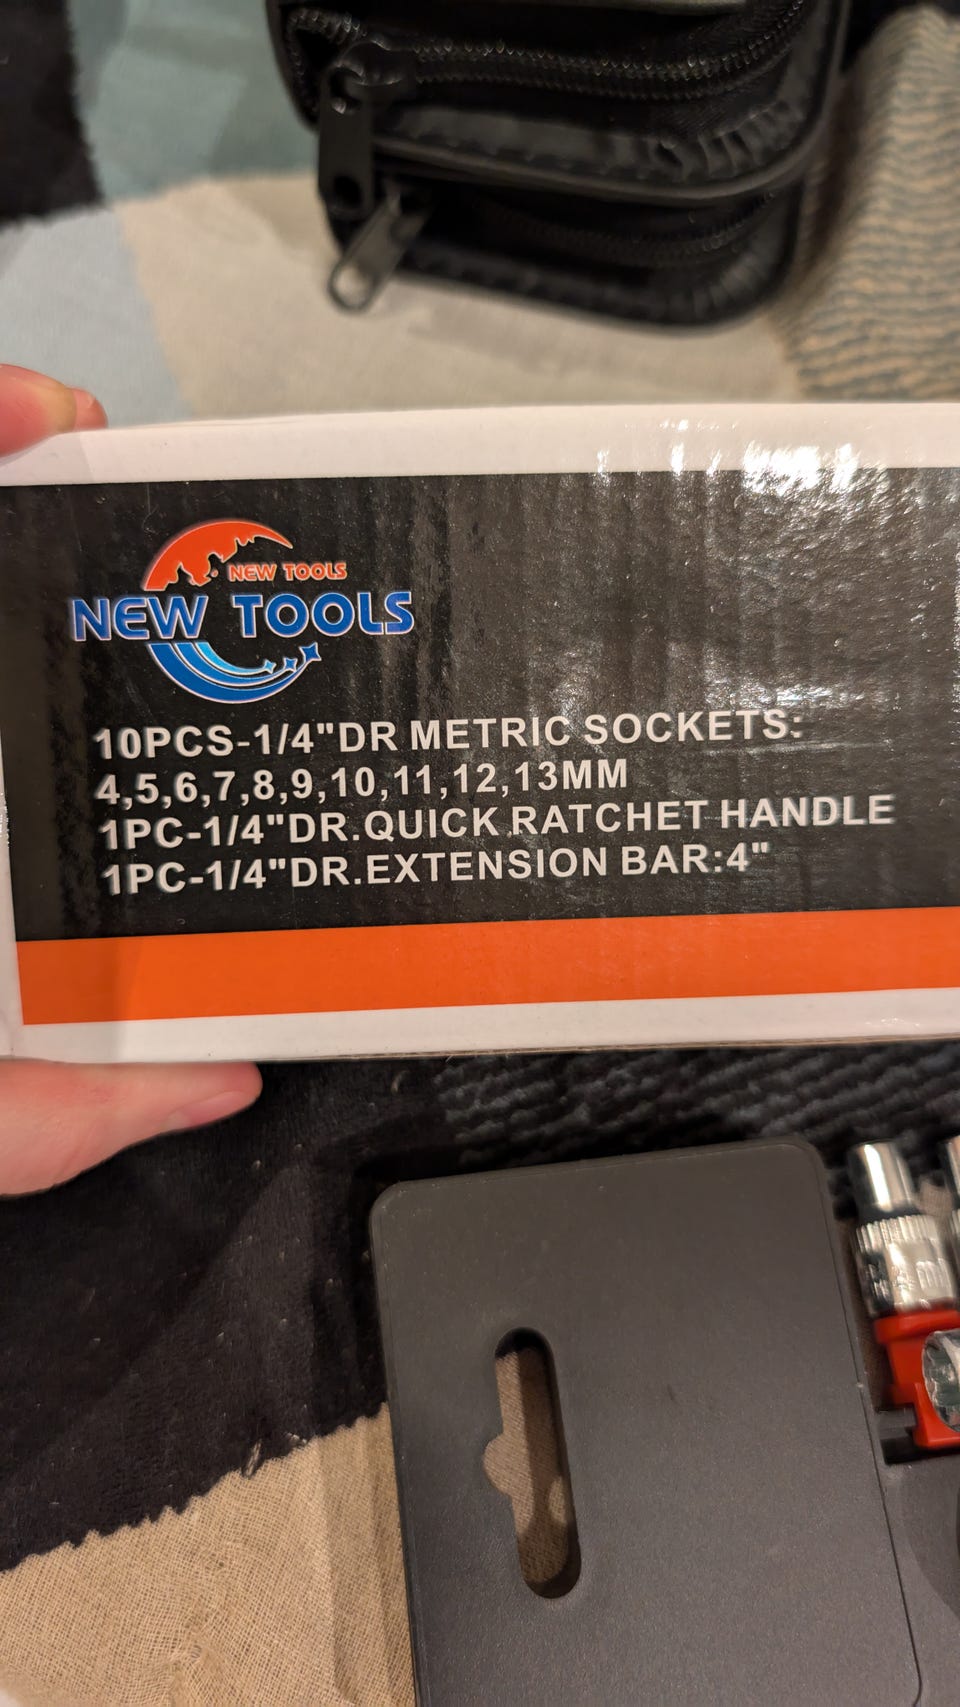 NEW TOOLS
NEW TOOLS
10PCS-1/4"DR METRIC SOCKETS:
4,5,6,7,8,9,10,11,12,13MM
1PC-1/4"DR.QUICK RATCHET HANDLE
1PC-1/4"DR.EXTENSION BAR:4"